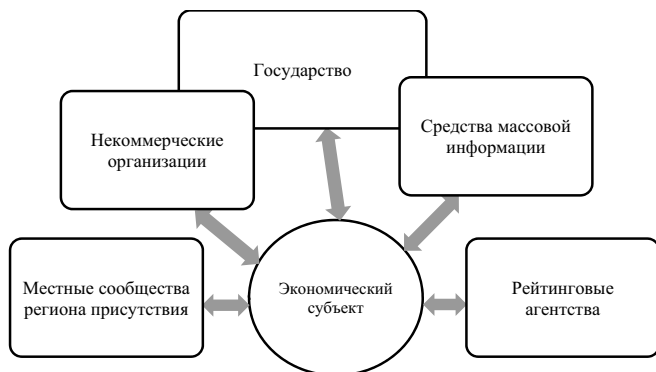 Государство
Некоммерческие
организации
Средства массовой
информации
Местные сообщества
региона присутствия
Экономический
субъект
Рейтинговые
агентства